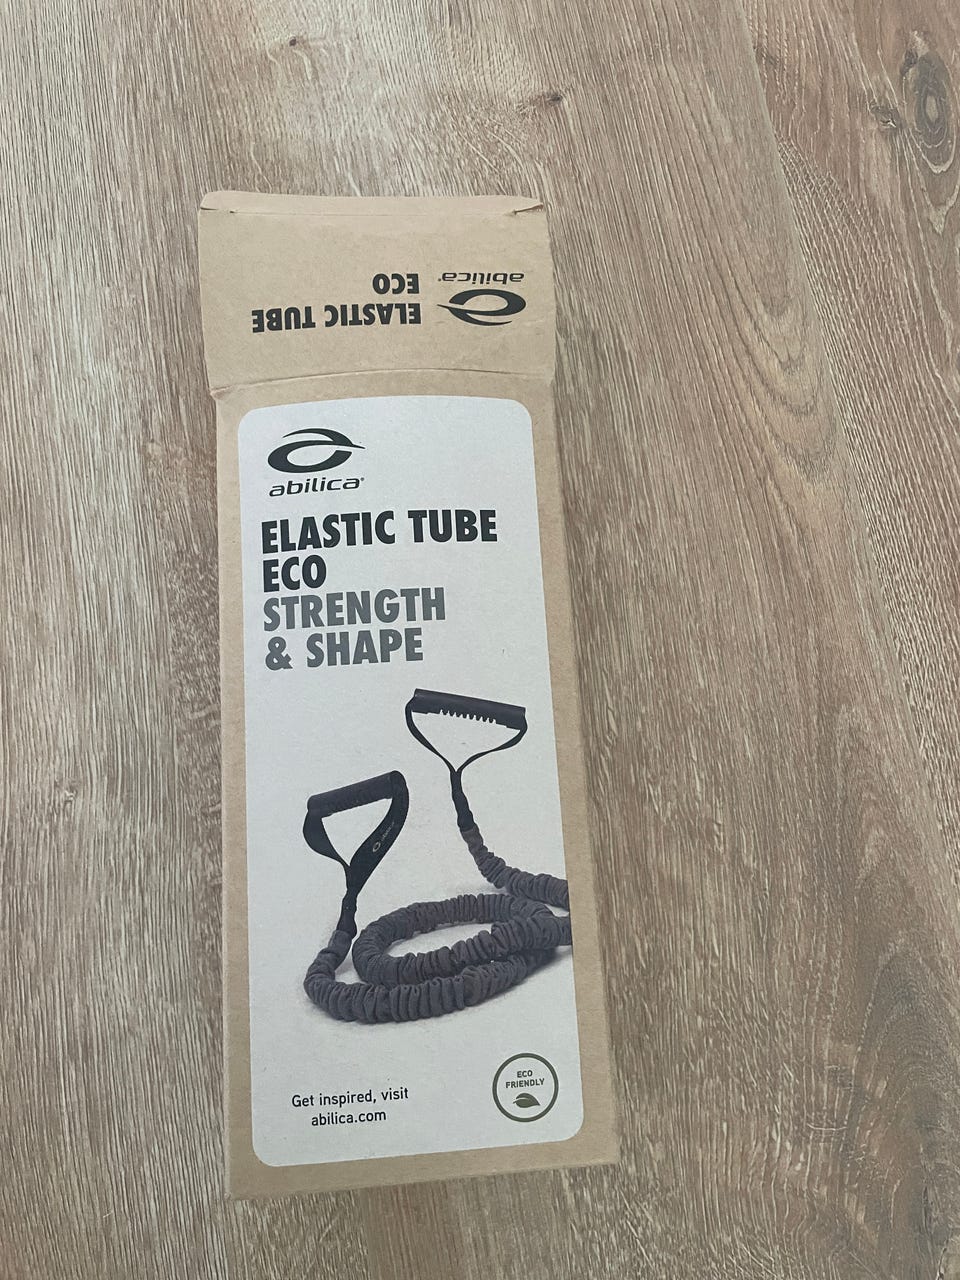 abilica®
ELASTIC TUBE
ECO
abilica®
ELASTIC TUBE
ECO
STRENGTH
& SHAPE
Get inspired, visit
abilica.com
ECO
FRIENDLY